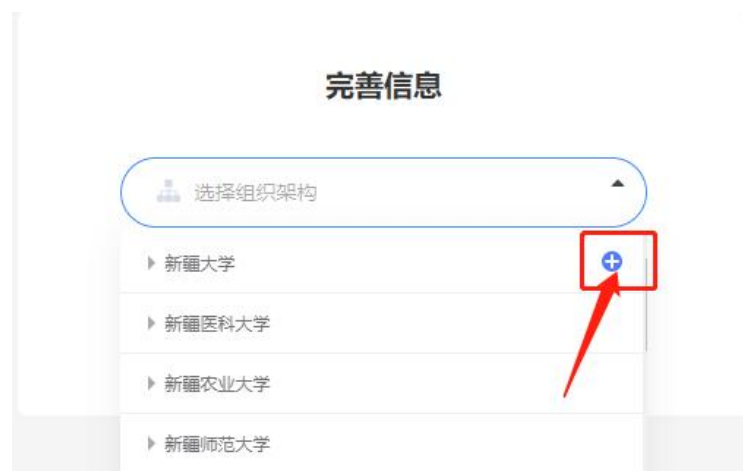 完善信息
选择组织架构
新疆大学
新疆医科大学
新疆农业大学
新疆师范大学